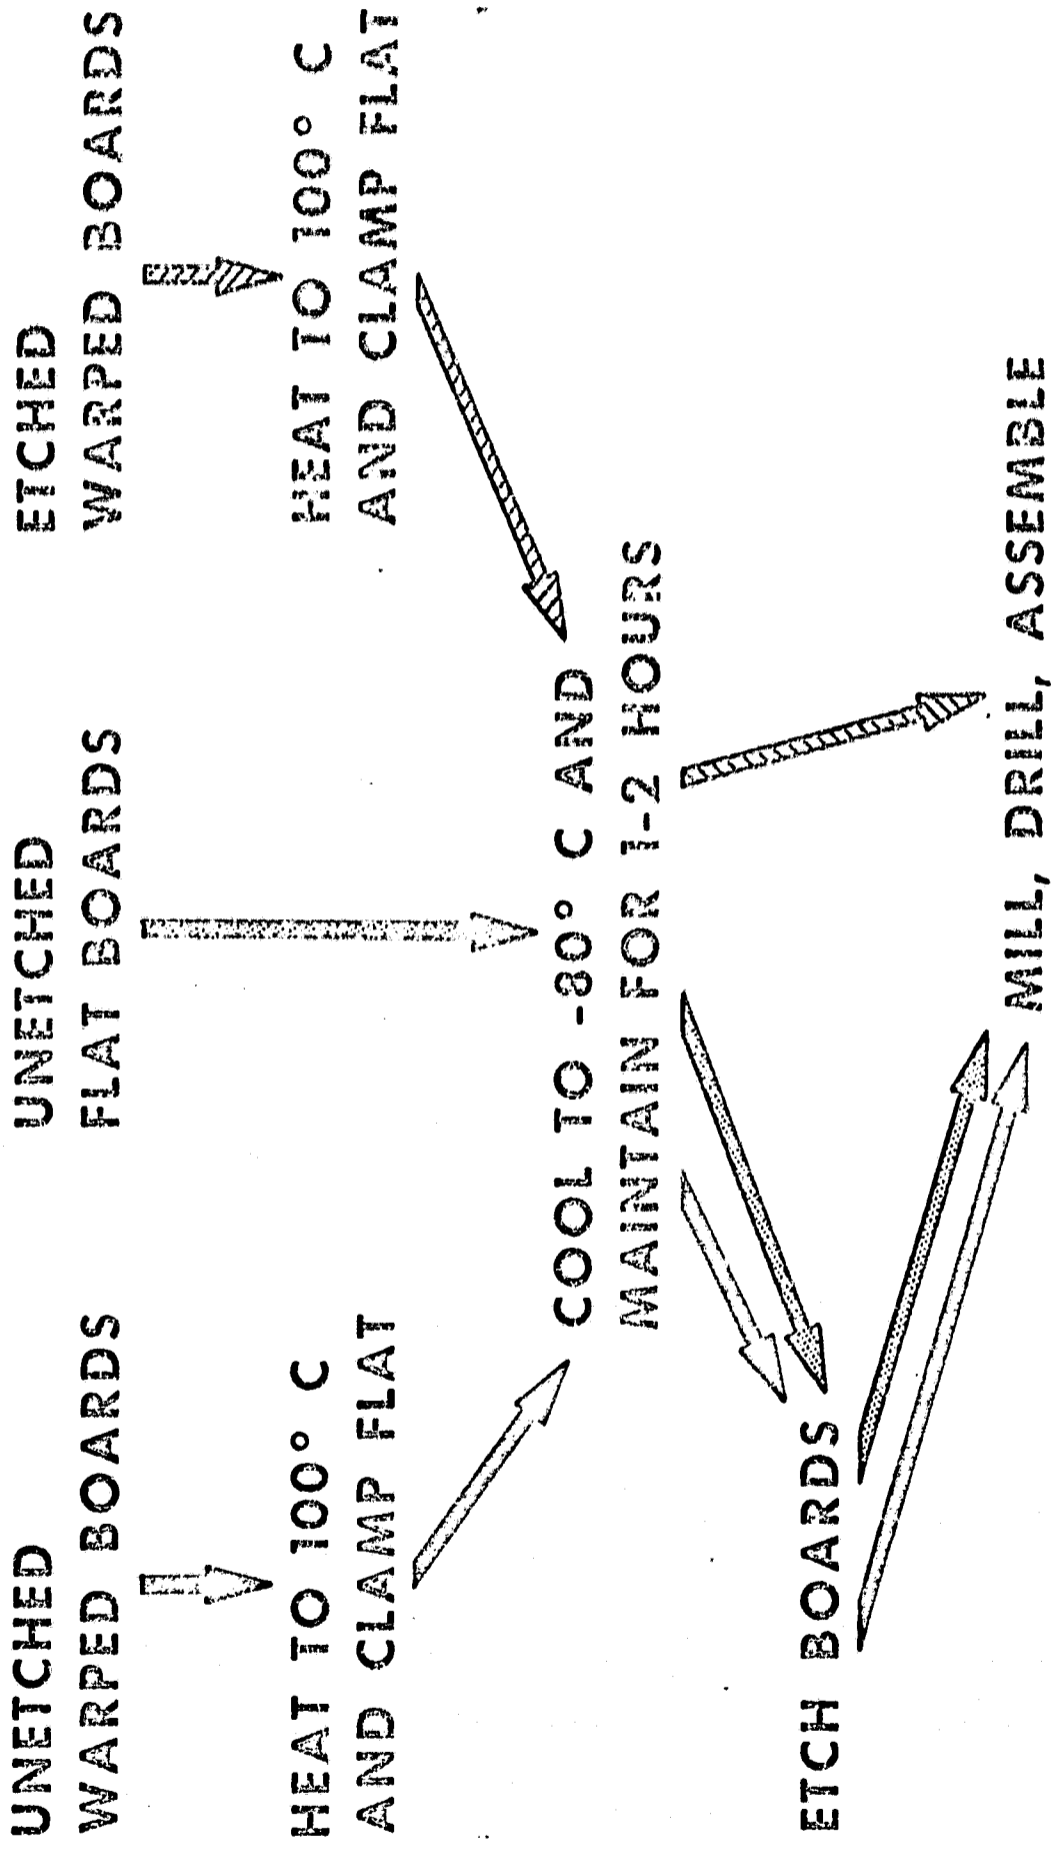 UNETCHED
WARPED BOARDS
UNETCHED
FLAT BOARDS
ETCHED
WARPED BOARDS
HEAT TO 100° C
AND CLAMP FLAT
HEAT TO 100° C
AND CLAMP FLAT
COOL TO -80° C AND
MAINTAIN FOR 1-2 HOURS
ETCH BOARDS
MILL, DRILL, ASSEMBLE